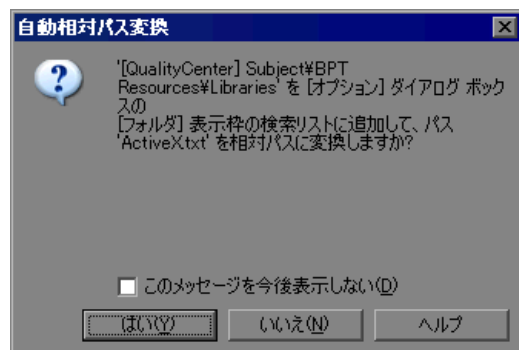 自動相対パス変換
'[QualityCenter] Subject¥BPT
Resources¥Libraries' を [オプション] ダイアログ ボック
スの
[フォルダ] 表示枠の検索リストに追加して、パス
'ActiveX.txt' を相対パスに変換しますか?
このメッセージを今後表示しない(D)
はい(Y) いいえ(N) ヘルプ